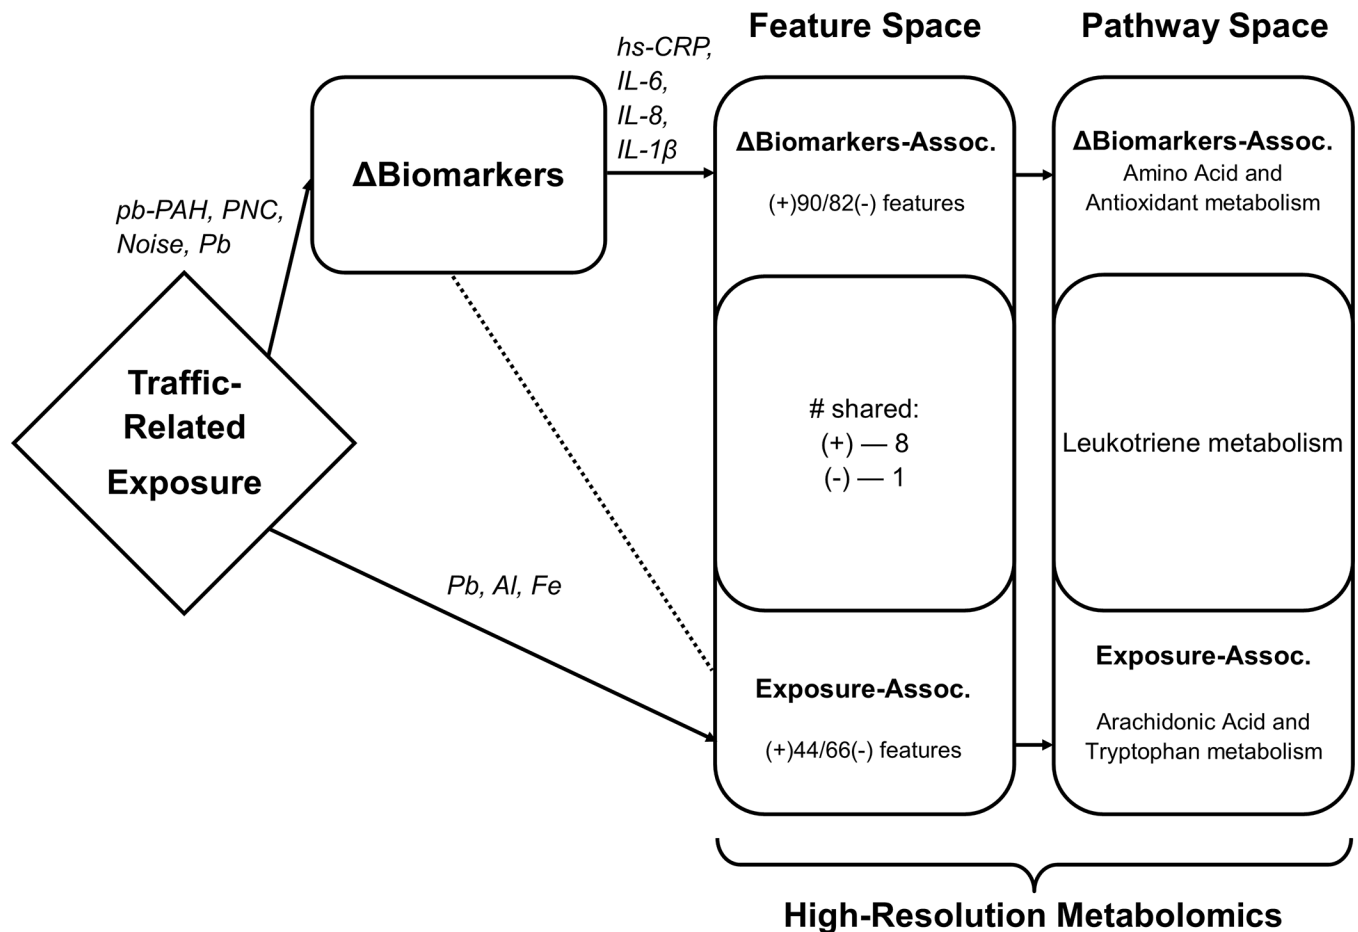 Feature Space
Pathway Space
hs-CRP,
IL-6,
IL-8,
IL-1β
ΔBiomarkers
pb-PAH, PNC,
Noise, Pb
Traffic-
Related
Exposure
Pb, Al, Fe
ΔBiomarkers-Assoc.
(+)90/82(-) features
# shared:
(+) — 8
(-) — 1
Exposure-Assoc.
(+)44/66(-) features
ΔBiomarkers-Assoc.
Amino Acid and
Antioxidant metabolism
Leukotriene metabolism
Exposure-Assoc.
Arachidonic Acid and
Tryptophan metabolism
High-Resolution Metabolomics